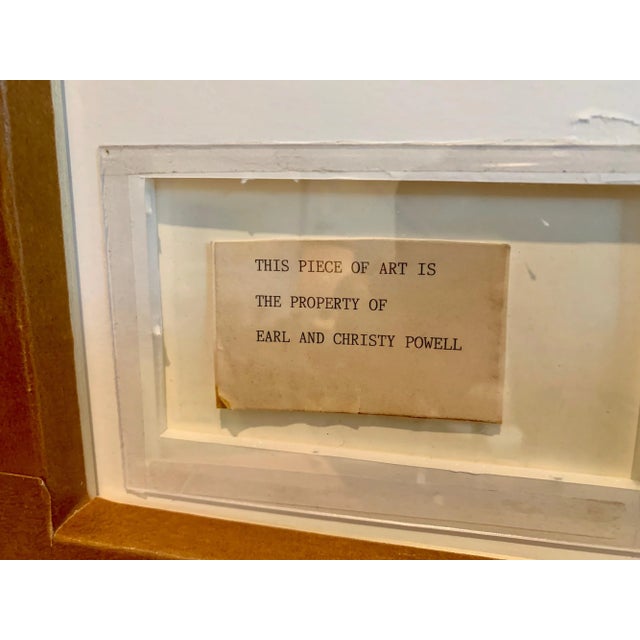 THIS PIECE OF ART IS
THE PROPERTY OF
EARL AND CHRISTY POWELL